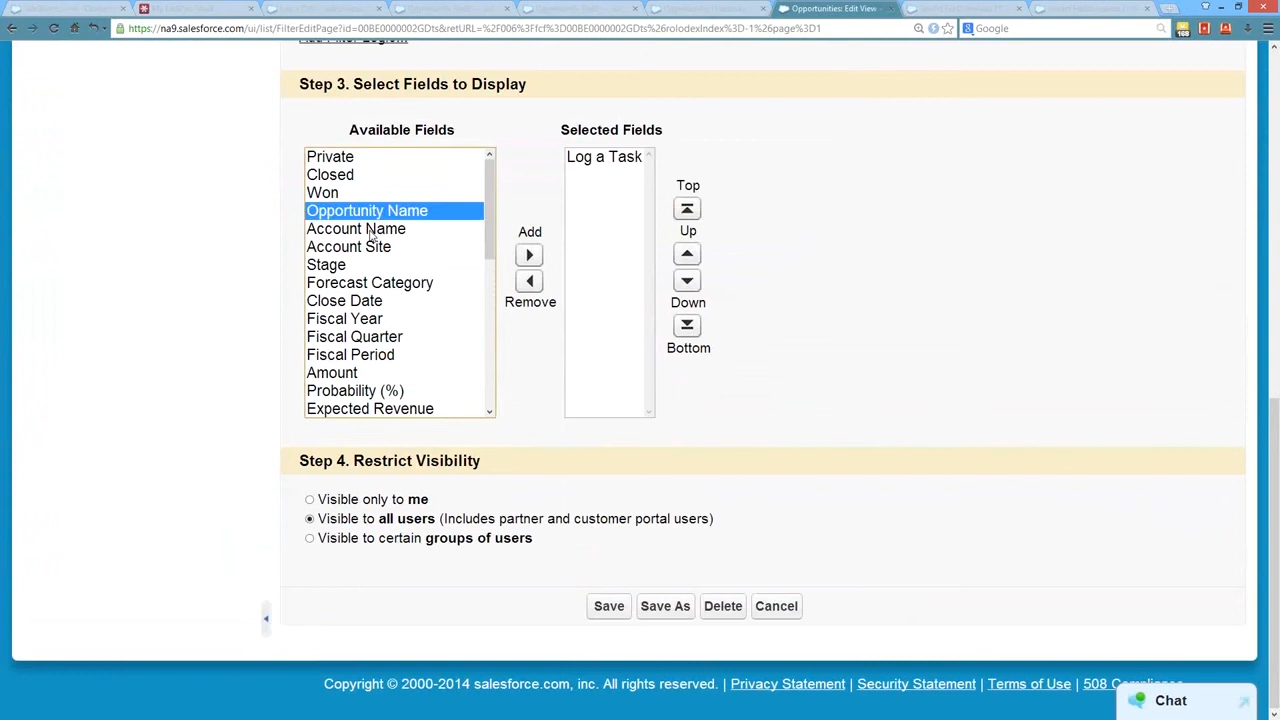 Opportunities: Edit View
https://na9.salesforce.com/ui/list/FilterEditPage?id=00BE0000002GDts&retURL=%2F006%3Ffcf%3D00BE0000002GDts%26rolodexIndex%3D-1%26page%3D1
Google
168
Step 3. Select Fields to Display
Available Fields
Selected Fields
Private
Closed
Won
Opportunity Name
Account Name
Account Site
Stage
Forecast Category
Close Date
Fiscal Year
Fiscal Quarter
Fiscal Period
Amount
Probability (%)
Expected Revenue
Add
Remove
Log a Task
Top
Up
Down
Bottom
Step 4. Restrict Visibility
Visible only to me
Visible to all users (Includes partner and customer portal users)
Visible to certain groups of users
Save
Save As
Delete
Cancel
Copyright © 2000-2014 salesforce.com, inc. All rights reserved. | Privacy Statement | Security Statement | Terms of Use | 508
Chat